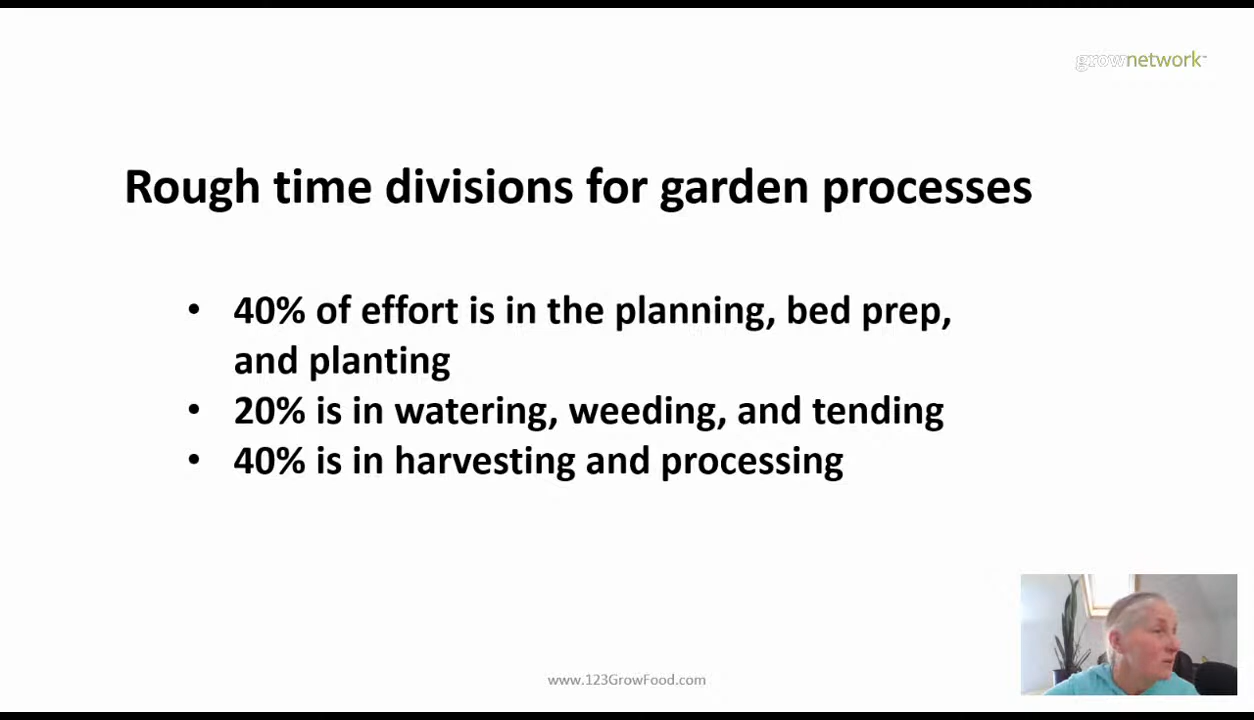 grownetwork™
Rough time divisions for garden processes
• 40% of effort is in the planning, bed prep,
and planting
• 20% is in watering, weeding, and tending
• 40% is in harvesting and processing
www.123GrowFood.com